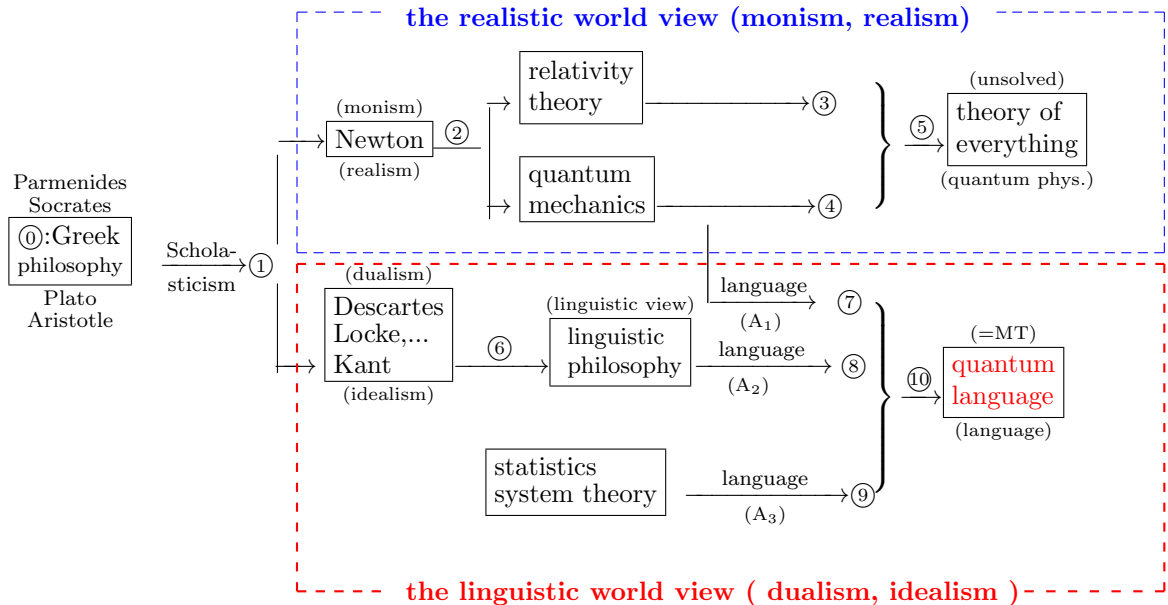 the realistic world view (monism, realism)
relativity
theory
③
(unsolved)
theory of
everything
(quantum phys.)
⑤
(monism)
Newton
(realism)
②
quantum
mechanics
④
Parmenides
Socrates
⓪:Greek
philosophy
Plato
Aristotle
Schola-
sticism
①
(dualism)
Descartes
Locke,...
Kant
(idealism)
⑥
(linguistic view)
linguistic
philosophy
language
(A1)
⑦
language
(A2)
⑧
(=MT)
quantum
language
(language)
⑩
statistics
system theory
language
(A3)
⑨
the linguistic world view ( dualism, idealism )